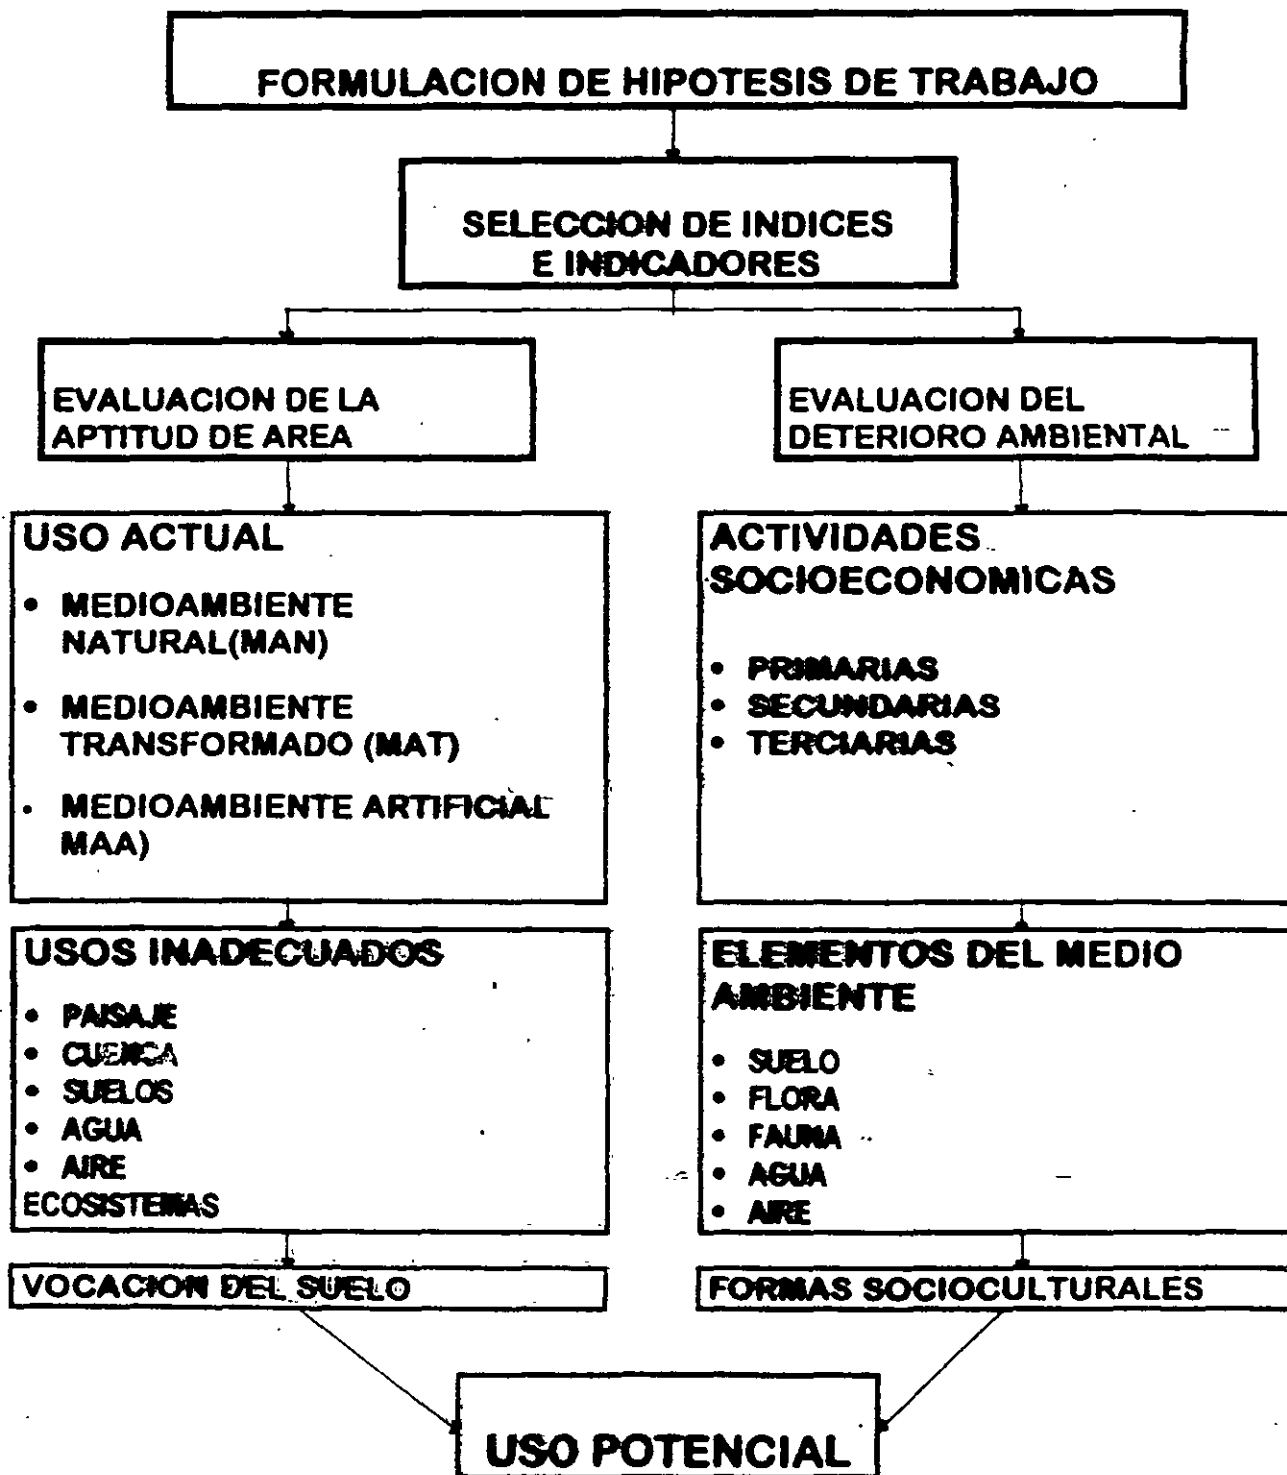 FORMULACION DE HIPOTESIS DE TRABAJO
SELECCION DE INDICES
E INDICADORES
EVALUACION DE LA
APTITUD DE AREA
EVALUACION DEL
DETERIORO AMBIENTAL
USO ACTUAL
• MEDIOAMBIENTE
NATURAL(MAN)
• MEDIOAMBIENTE
TRANSFORMADO (MAT)
• MEDIOAMBIENTE ARTIFICIAL
MAA)
ACTIVIDADES
SOCIOECONOMICAS
• PRIMARIAS
• SECUNDARIAS
• TERCIARIAS
USOS INADECUADOS
• PAISAJE
• CUENCA
• SUELOS
• AGUA
• AIRE
ECOSISTEMAS
ELEMENTOS DEL MEDIO
AMBIENTE
• SUELO
• FLORA
• FAUNA
• AGUA
• AIRE
VOCACION DEL SUELO
FORMAS SOCIOCULTURALES
USO POTENCIAL